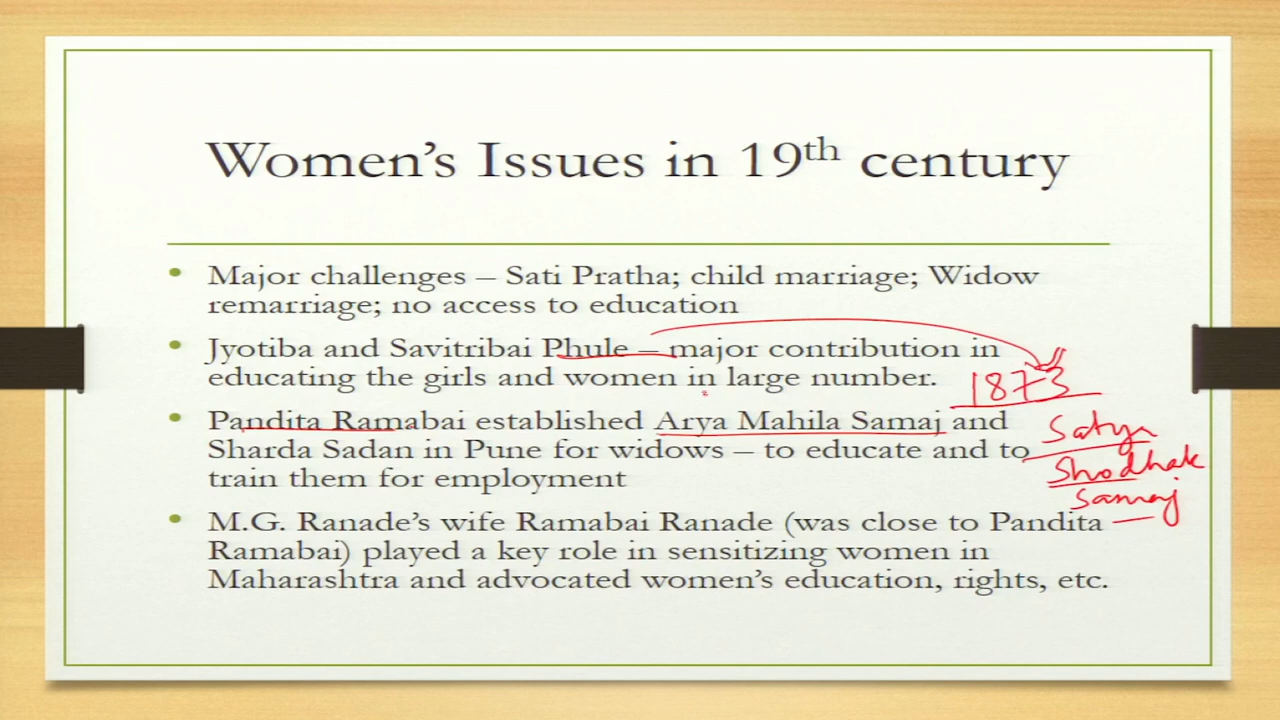 Women's Issues in 19th century
• Major challenges – Sati Pratha; child marriage; Widow
remarriage; no access to education
• Jyotiba and Savitribai Phule – major contribution in
educating the girls and women in large number.
1873
• Pandita Ramabai established Arya Mahila Samaj and
Satya
Sharda Sadan in Pune for widows – to educate and to
Shodhak
train them for employment
Samaj
• M.G. Ranade's wife Ramabai Ranade (was close to Pandita
Ramabai) played a key role in sensitizing women in
Maharashtra and advocated women's education, rights, etc.